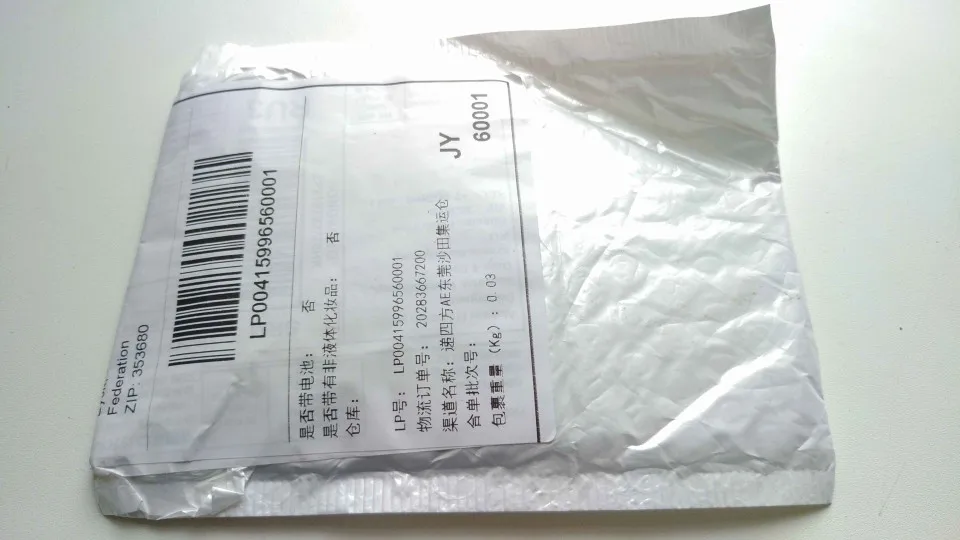 Federation
ZIP: 353680
LP00415996560001
是否带电池: 否
是否带有非液体化妆品: 否
仓库:
LP号: LP00415996560001
物流订单号: 20283667200
渠道名称: 递四方AE东莞沙田集运仓
合单批次号:
包裹重量 (Kg): 0.03
JY
60001